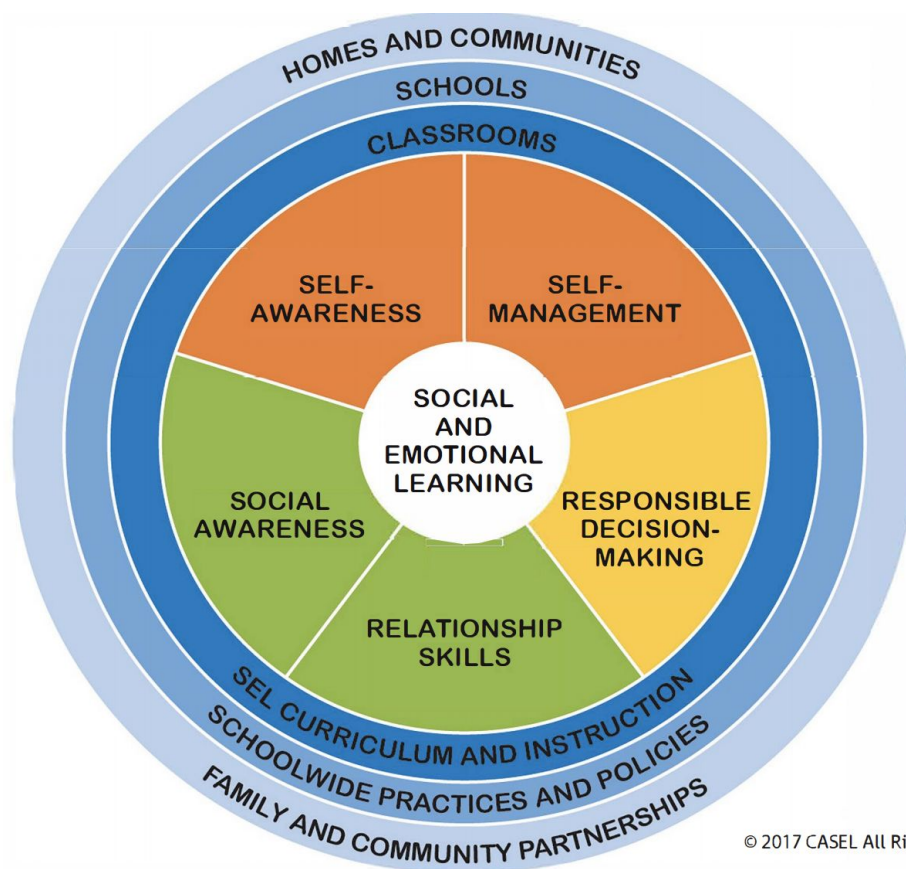 HOMES AND COMMUNITIES
SCHOOLS
CLASSROOMS
SELF-
AWARENESS
SELF-
MANAGEMENT
SOCIAL
AND
EMOTIONAL
LEARNING
SOCIAL
AWARENESS
RESPONSIBLE
DECISION-
MAKING
RELATIONSHIP
SKILLS
SEL CURRICULUM AND INSTRUCTION
SCHOOLWIDE PRACTICES AND POLICIES
FAMILY AND COMMUNITY PARTNERSHIPS
© 2017 CASEL All Ri